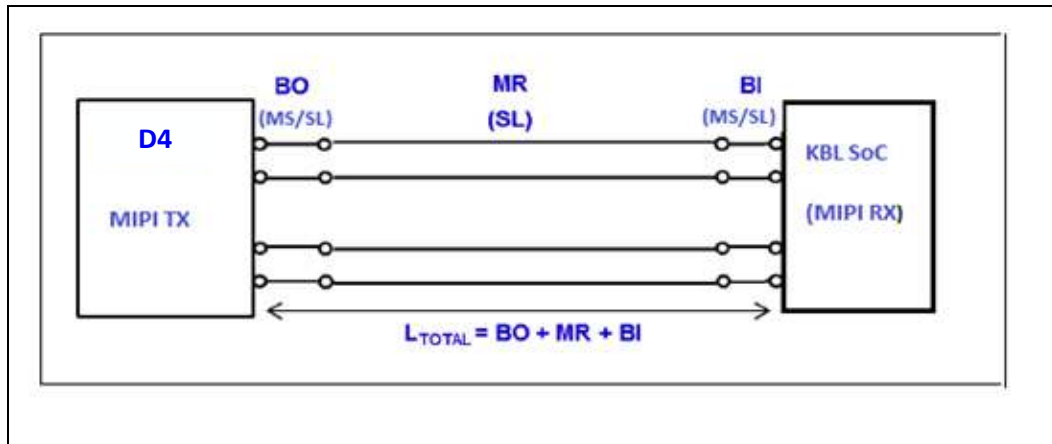 BO
(MS/SL)
MR
(SL)
BI
(MS/SL)
D4
MIPI TX
KBL SoC
(MIPI RX)
LTOTAL = BO + MR + BI